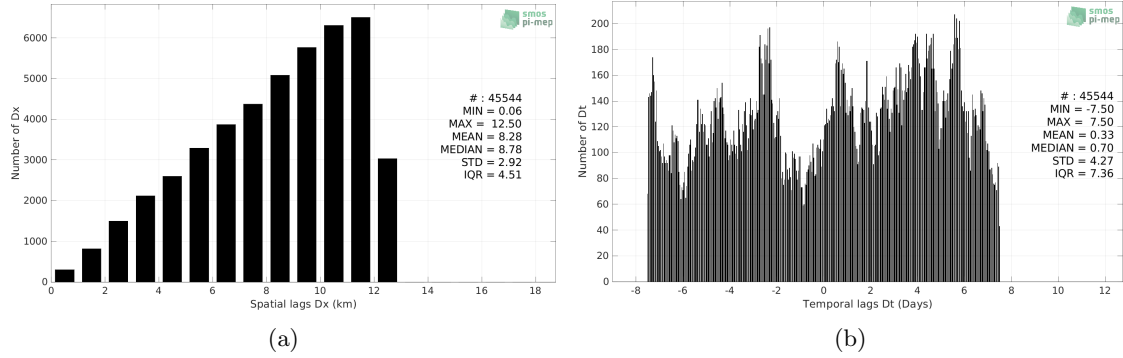 smos
pi-mep
Number of Dx
6000
5000
4000
3000
2000
1000
0
# : 45544
MIN = 0.06
MAX = 12.50
MEAN = 8.28
MEDIAN = 8.78
STD = 2.92
IQR = 4.51
0 2 4 6 8 10 12 14 16 18
Spatial lags Dx (km)
(a)
smos
pi-mep
Number of Dt
200
180
160
140
120
100
80
60
40
20
0
# : 45544
MIN = -7.50
MAX = 7.50
MEAN = 0.33
MEDIAN = 0.70
STD = 4.27
IQR = 7.36
-8 -6 -4 -2 0 2 4 6 8 10 12
Temporal lags Dt (Days)
(b)